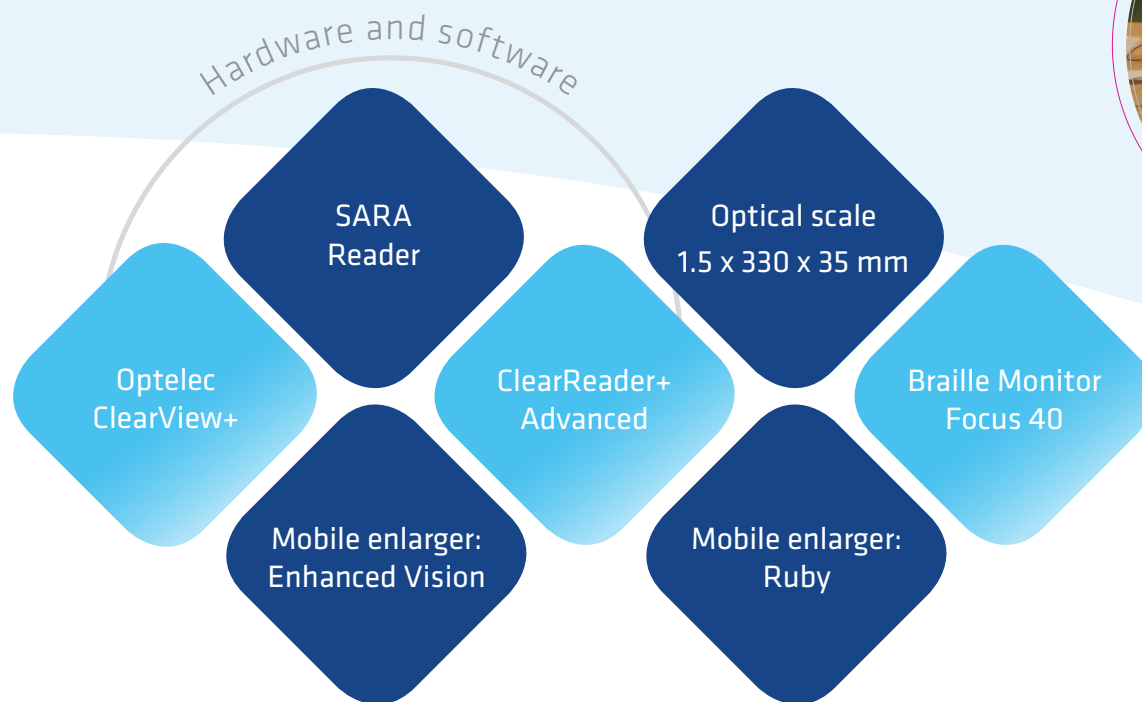 Hardware and software
SARA
Reader
Optical scale
1.5 x 330 x 35 mm
Optelec
ClearView+
ClearReader+
Advanced
Braille Monitor
Focus 40
Mobile enlarger:
Enhanced Vision
Mobile enlarger:
Ruby